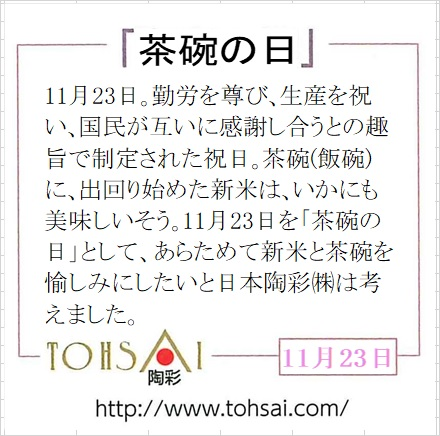 「茶碗の日」
11月23日。勤労を尊び、生産を祝
い、国民が互いに感謝し合うとの趣
旨で制定された祝日。茶碗(飯碗)
に、出回り始めた新米は、いかにも
美味しいそう。11月23日を「茶碗の
日」として、あらためて新米と茶碗を
愉しみにしたいと日本陶彩㈱は考
えました。
TOHSAI
陶彩
11月23日
http://www.tohsai.com/